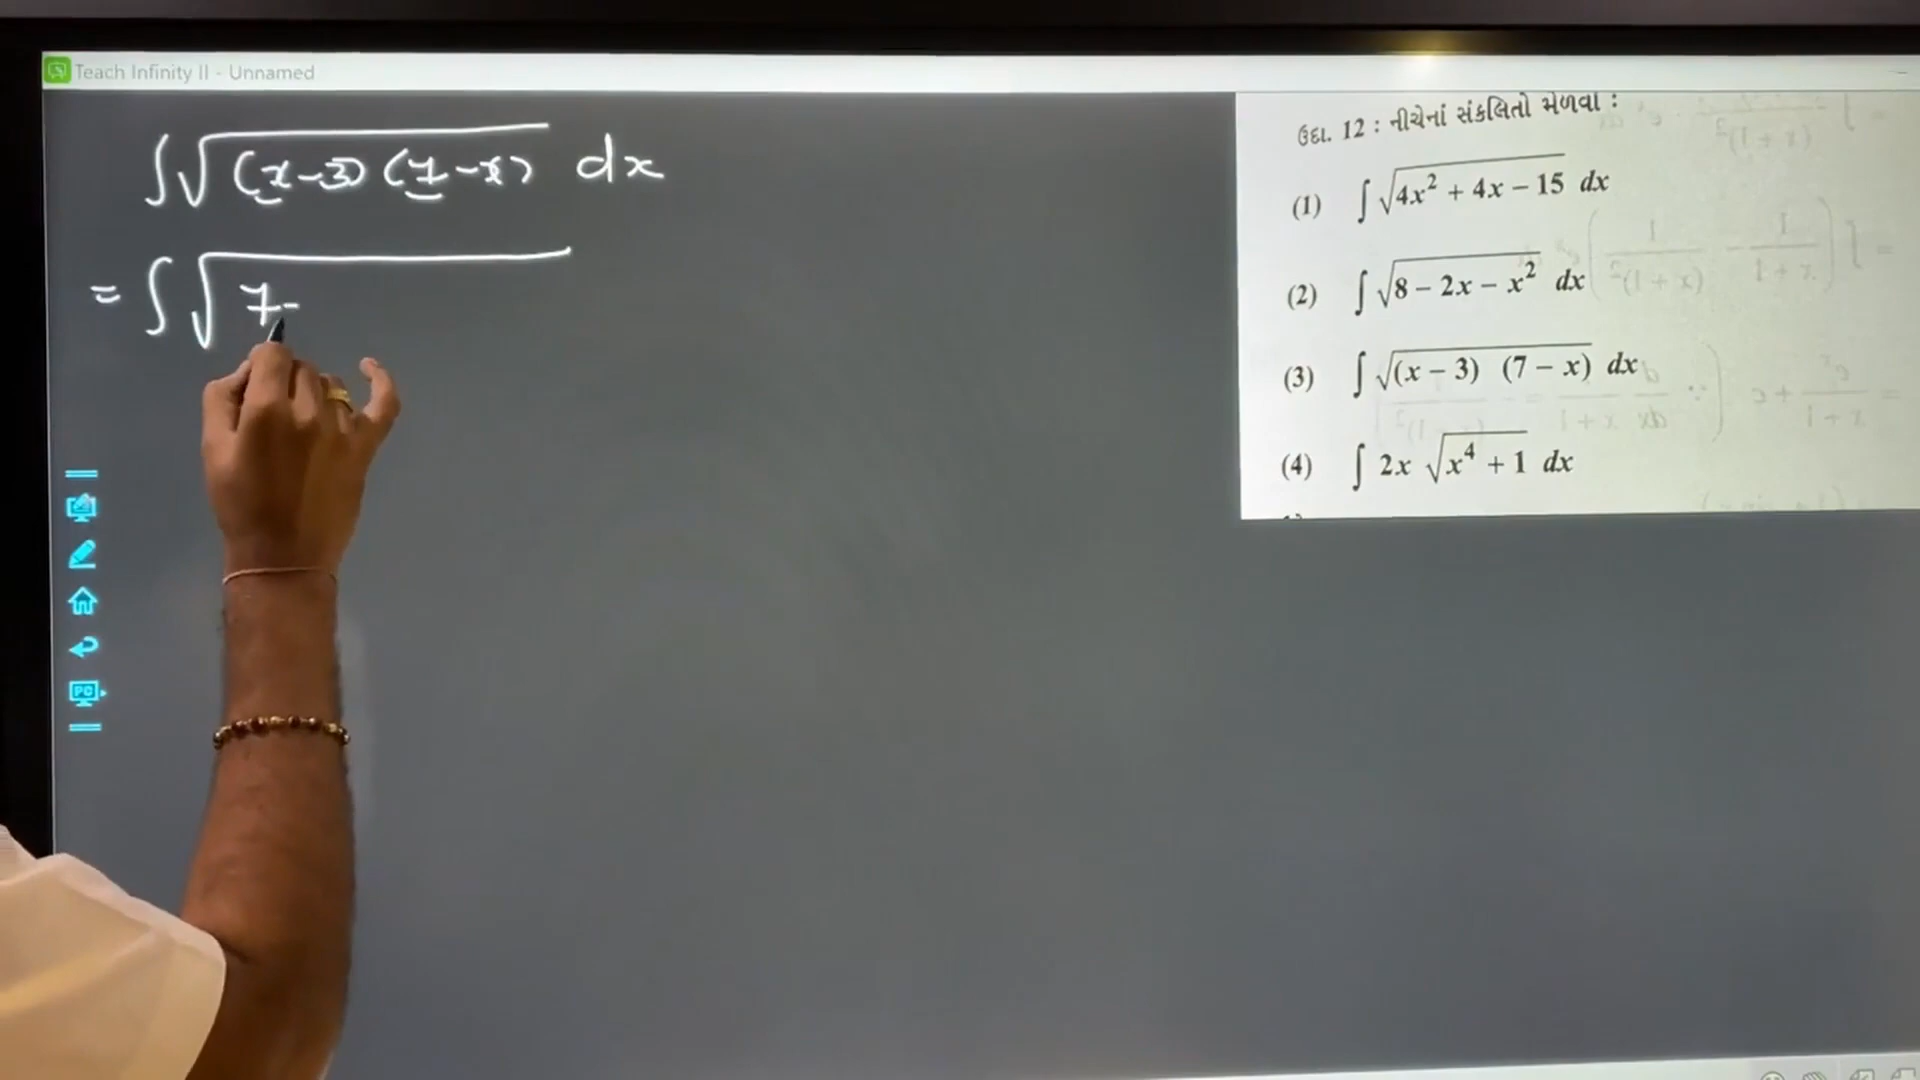 Teach Infinity II - Unnamed
∫√(x-3)(7-x) dx
= ∫√7-
ઉદા. 12 : નીચેનાં સંકલિતો મેળવો :
(1) ∫ √4x² + 4x – 15 dx
(2) ∫ √8 – 2x – x² dx
(3) ∫ √(x – 3) (7 – x) dx
(4) ∫ 2x √x⁴ + 1 dx
PC